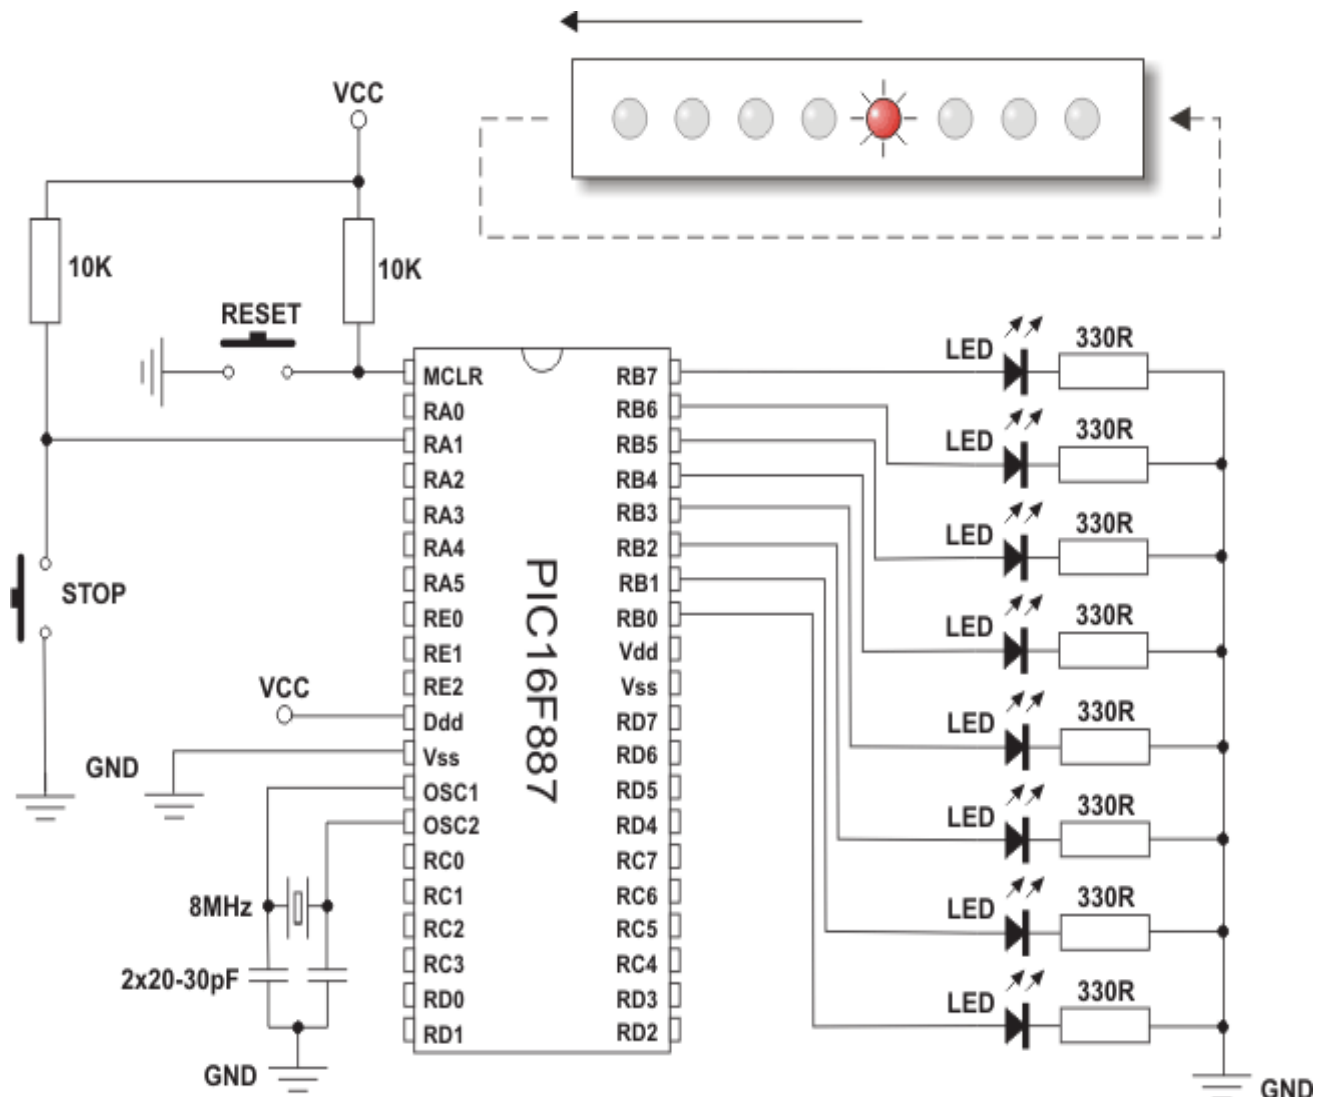 VCC
10K
10K
RESET
STOP
VCC
GND
8MHz
2x20-30pF
GND
MCLR
RA0
RA1
RA2
RA3
RA4
RA5
RE0
RE1
RE2
Ddd
Vss
OSC1
OSC2
RC0
RC1
RC2
RC3
RD0
RD1
PIC16F887
RB7
RB6
RB5
RB4
RB3
RB2
RB1
RB0
Vdd
Vss
RD7
RD6
RD5
RD4
RC7
RC6
RC5
RC4
RD3
RD2
LED 330R
LED 330R
LED 330R
LED 330R
LED 330R
LED 330R
LED 330R
LED 330R
GND